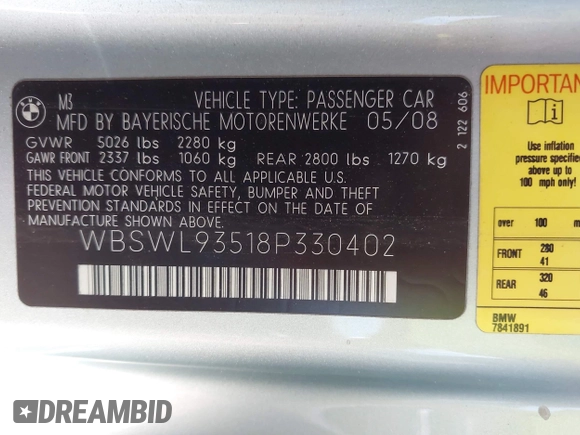 M3 VEHICLE TYPE: PASSENGER CAR
MFD BY BAYERISCHE MOTORENWERKE 05/08
GVWR 5026 lbs 2280 kg
GAWR FRONT 2337 lbs 1060 kg REAR 2800 lbs 1270 kg
THIS VEHICLE CONFORMS TO ALL APPLICABLE U.S.
FEDERAL MOTOR VEHICLE SAFETY, BUMPER AND THEFT
PREVENTION STANDARDS IN EFFECT ON THE DATE OF
MANUFACTURE SHOWN ABOVE.
WBSWL93518P330402
2 122 606
IMPORTAN
Use inflation
pressure specified
above up to
100 mph only!
over 100 m
FRONT 280
41
REAR 320
46
BMW
7841891
DREAMBID